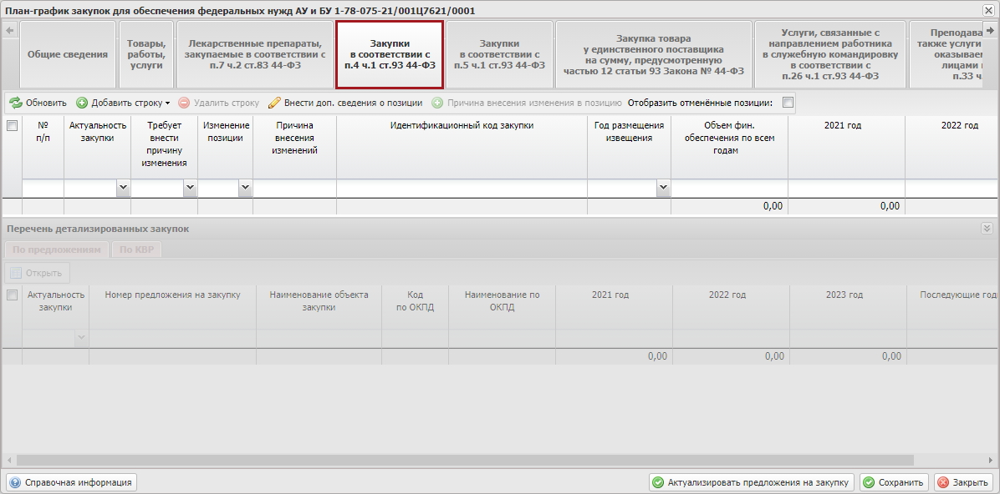 План-график закупок для обеспечения федеральных нужд АУ и БУ 1-78-075-21/001Ц7621/0001
Общие сведения
Товары,
работы,
услуги
Лекарственные препараты,
закупаемые в соответствии с
п.7 ч.2 ст.83 44-ФЗ
Закупки
в соответствии с
п.4 ч.1 ст.93 44-ФЗ
Закупки
в соответствии с
п.5 ч.1 ст.93 44-ФЗ
Закупка товара
у единственного поставщика
на сумму, предусмотренную
частью 12 статьи 93 Закона № 44-ФЗ
Услуги, связанные с
направлением работника
в служебную командировку
в соответствии с
п.26 ч.1 ст.93 44-ФЗ
Преподава
также услуги
оказываем
лицами
п.33 ч.
Обновить
Добавить строку
Удалить строку
Внести доп. сведения о позиции
Причина внесения изменения в позицию
Отобразить отменённые позиции:
№
п/п
Актуальность
закупки
Требует
внести
причину
изменения
Изменение
позиции
Причина
внесения
изменений
Идентификационный код закупки
Год размещения
извещения
Объем фин.
обеспечения по всем
годам
2021 год
2022 год
0,00
0,00
Перечень детализированных закупок
По предложениям
По КВР
Открыть
Актуальность
закупки
Номер предложения на закупку
Наименование объекта
закупки
Код
по ОКПД
Наименование по
ОКПД
2021 год
2022 год
2023 год
Последующие год
0,00
0,00
0,00
Справочная информация
Актуализировать предложения на закупку
Сохранить
Закрыть